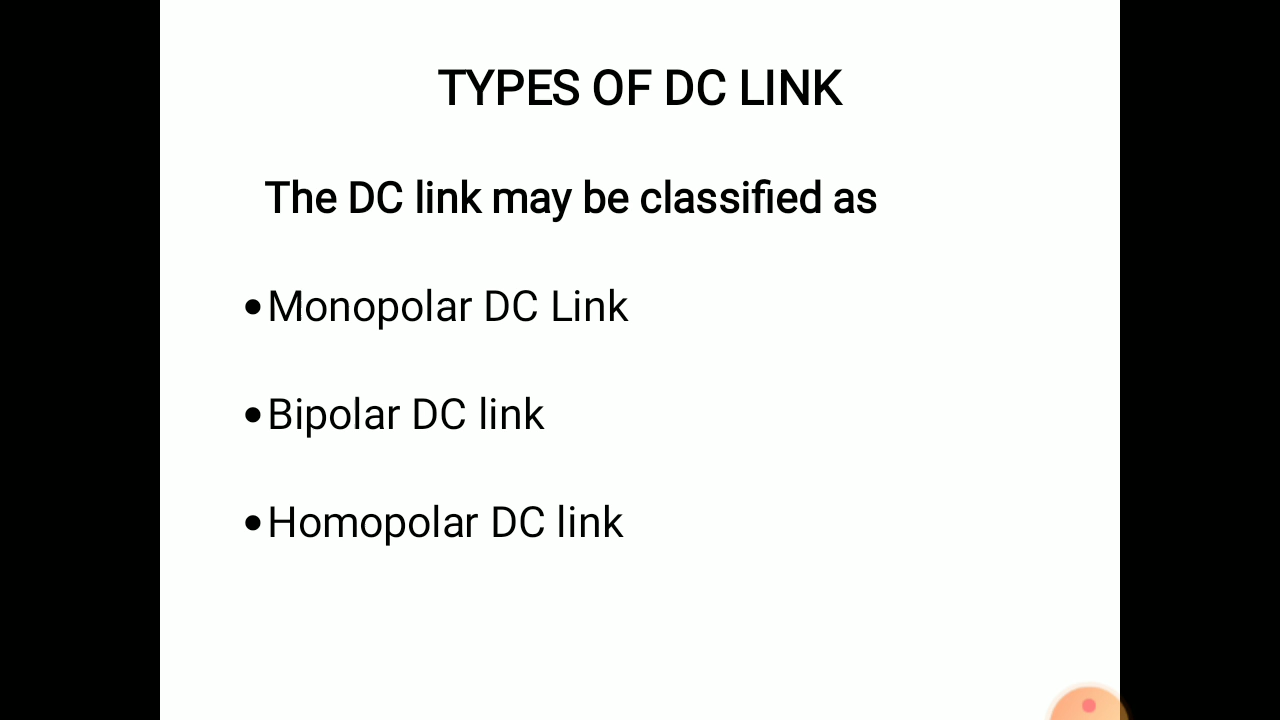 TYPES OF DC LINK
The DC link may be classified as
•Monopolar DC Link
•Bipolar DC link
•Homopolar DC link